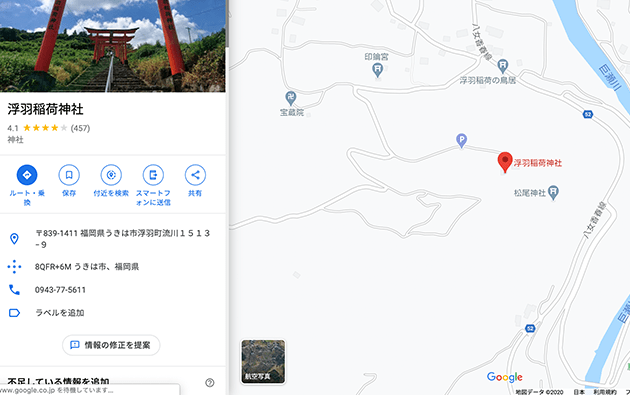 浮羽稲荷神社
4.1 ★★★★★ (457)
神社
ルート・乗換
保存
付近を検索
スマートフォンに送信
共有
〒839-1411 福岡県うきは市浮羽町流川１５１３
−９
8QFR+6M うきは市、福岡県
0943-77-5611
ラベルを追加
情報の修正を提案
不足している情報を追加
www.google.co.jp を待機しています...
八女香春線
巨瀬川
印鑰宮
浮羽稲荷の鳥居
宝蔵院
52
P
浮羽稲荷神社
松尾神社
八女香春線
巨瀬川
52
航空写真
Google
地図データ ©2020
日本
利用規約